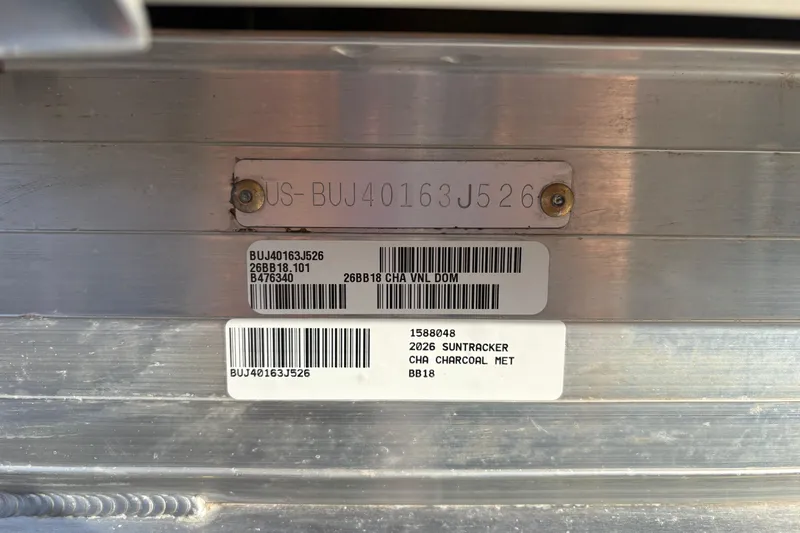 US-BUJ40163J526
BUJ40163J526
26BB18.101
B476340 26BB18 CHA VNL DOM
1588048
2026 SUNTRACKER
CHA CHARCOAL MET
BUJ40163J526 BB18